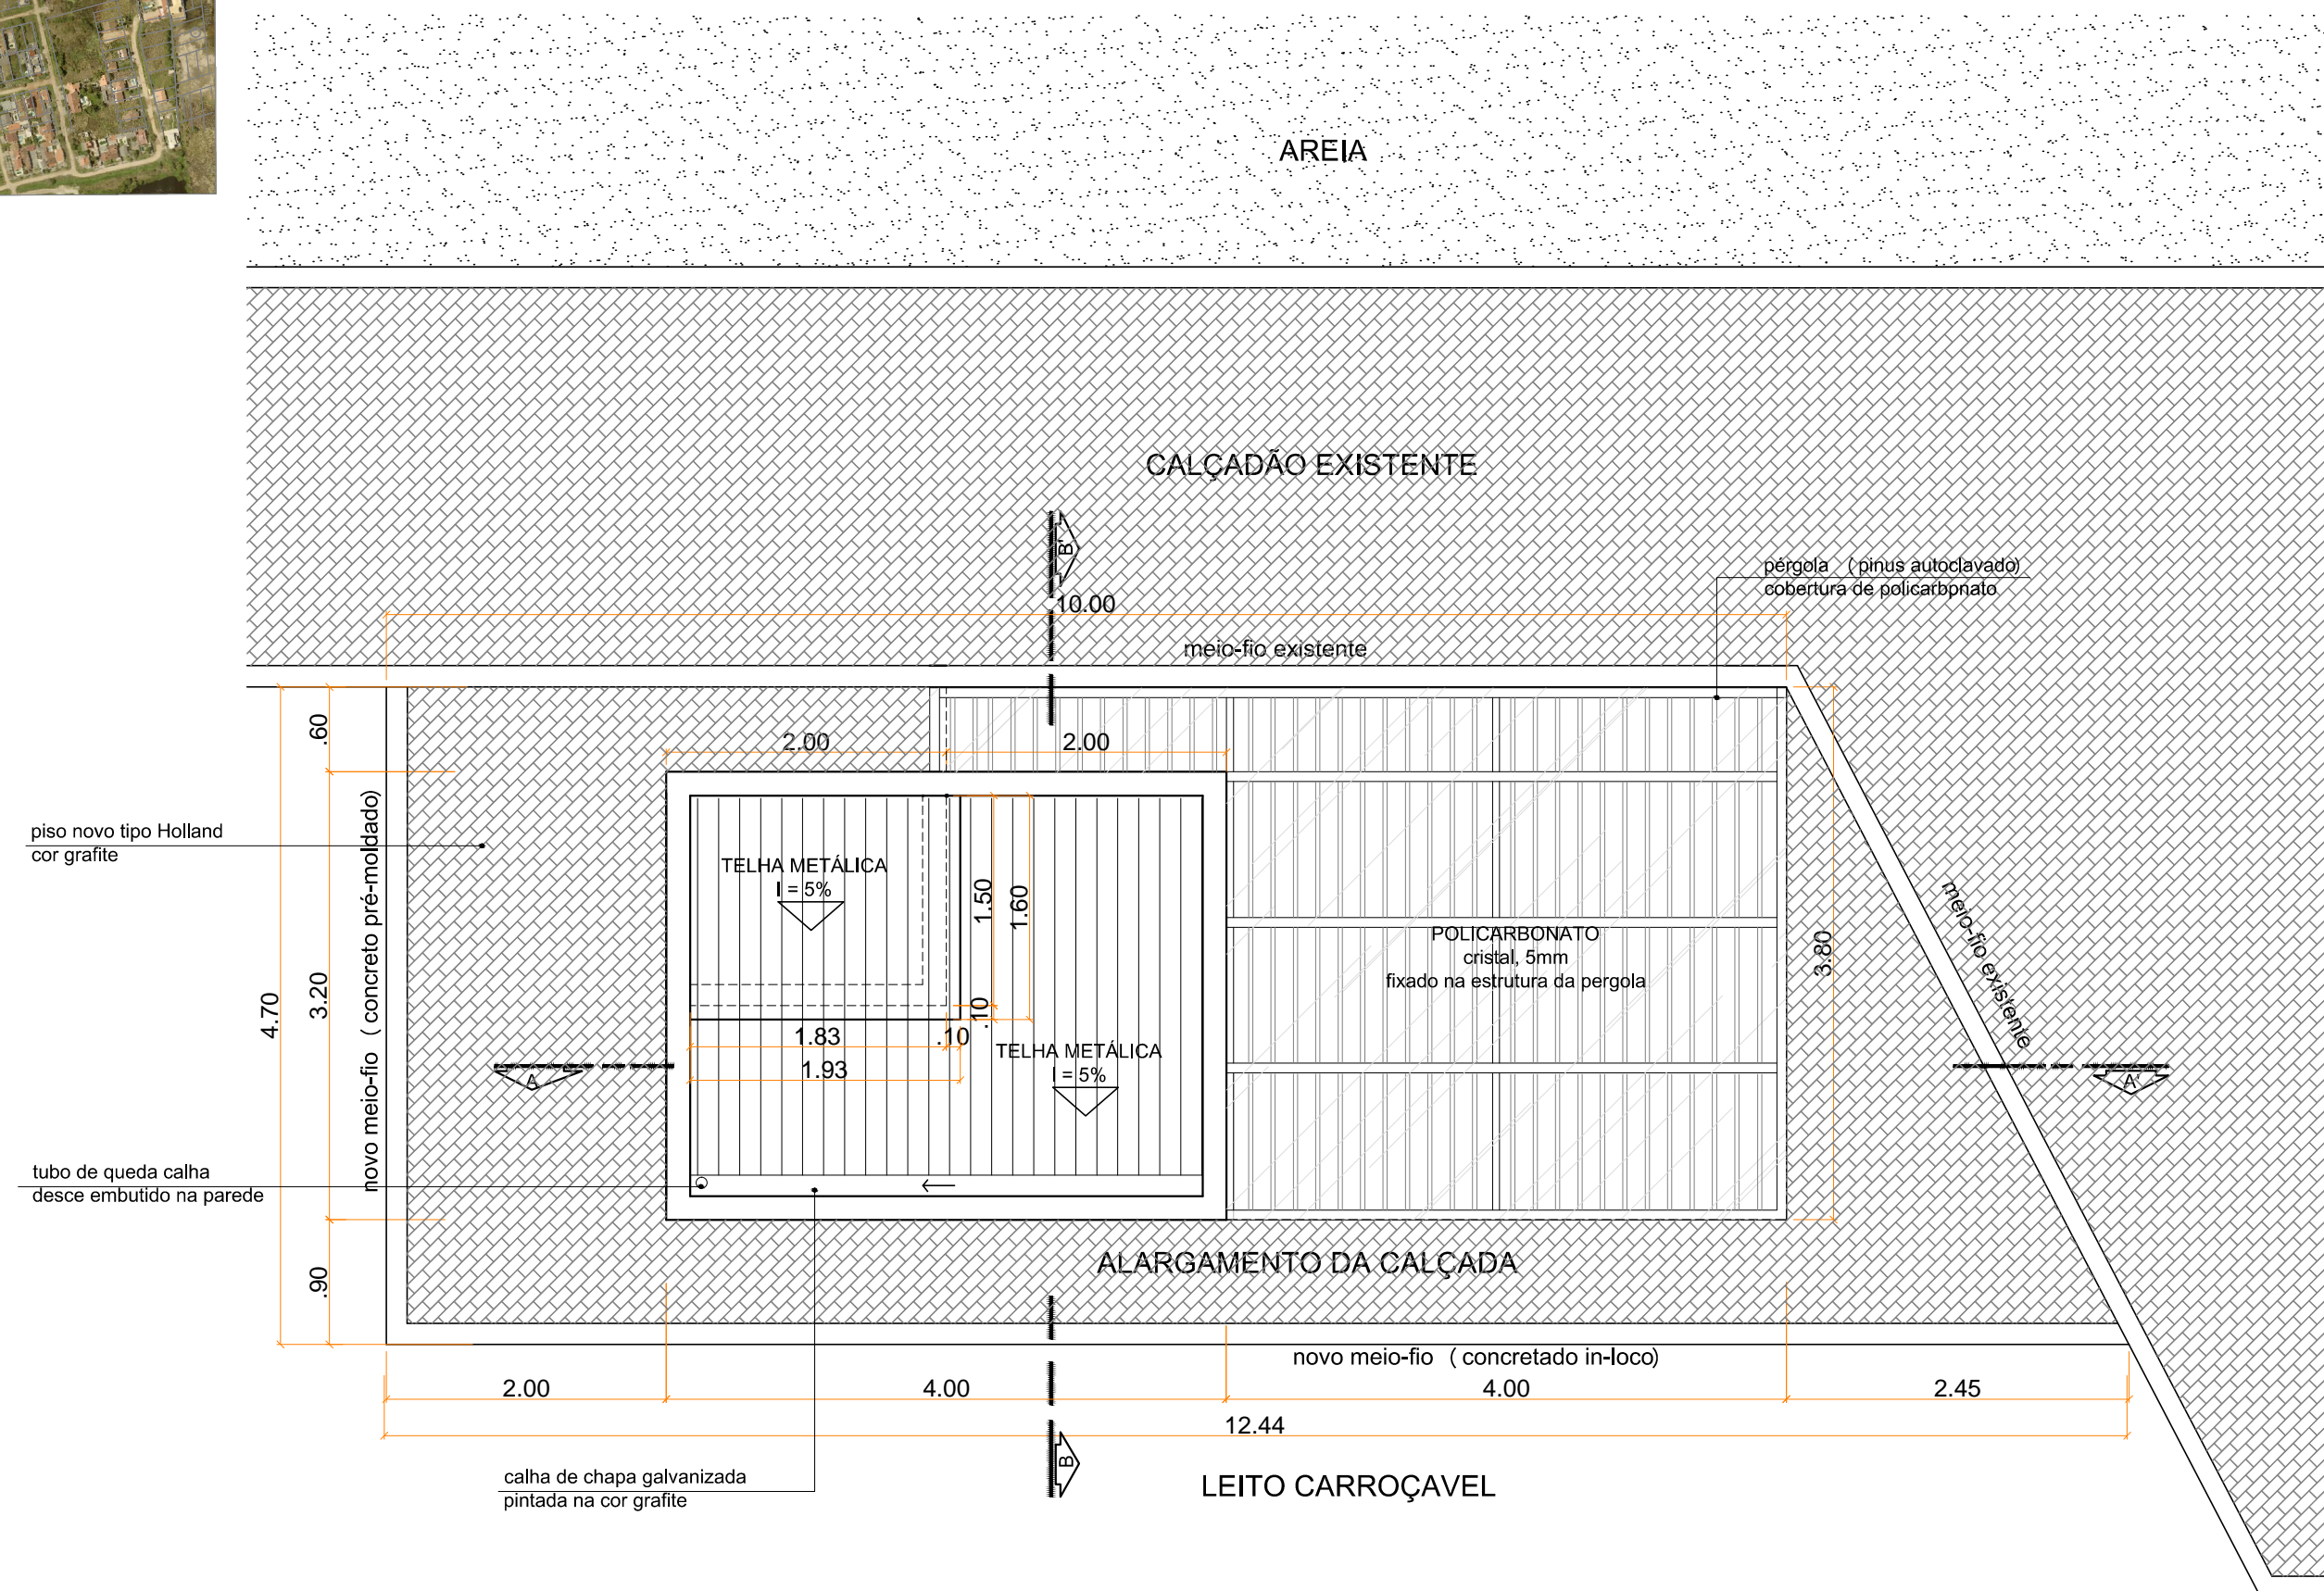 AREIA
CALÇADÃO EXISTENTE
B'
10.00
pérgola ( pinus autoclavado)
cobertura de policarbpnato
meio-fio existente
.60
2.00
2.00
piso novo tipo Holland
cor grafite
novo meio-fio ( concreto pré-moldado)
TELHA METÁLICA
I = 5%
1.50
1.60
POLICARBONATO
cristal, 5mm
fixado na estrutura da pergola
3.80
meio-fio existente
4.70
3.20
.10
1.83
.10
TELHA METÁLICA
I = 5%
1.93
A
A'
tubo de queda calha
desce embutido na parede
ALARGAMENTO DA CALÇADA
.90
novo meio-fio ( concretado in-loco)
2.00
4.00
4.00
2.45
12.44
B
calha de chapa galvanizada
pintada na cor grafite
LEITO CARROÇAVEL